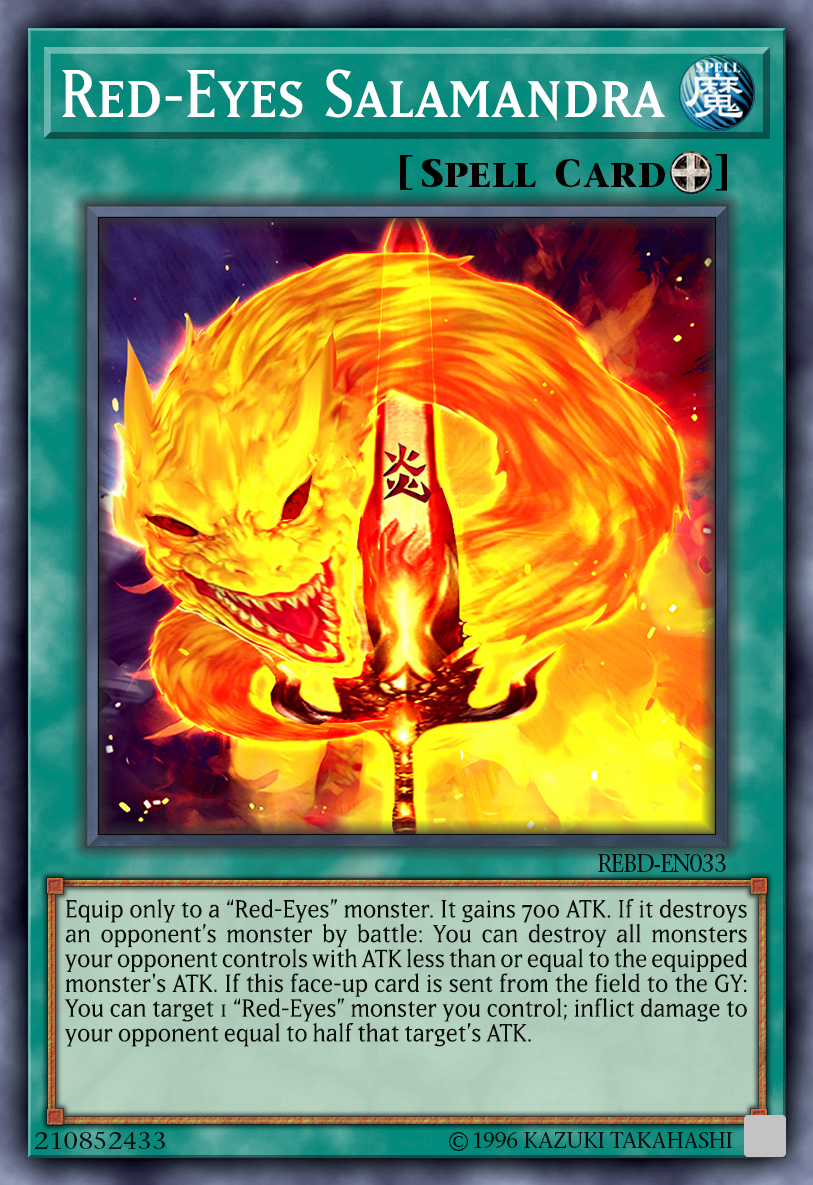 Red-Eyes Salamandra
SPELL
魔
[Spell Card]
炎
REBD-EN033
Equip only to a “Red-Eyes” monster. It gains 700 ATK. If it destroys
an opponent's monster by battle: You can destroy all monsters
your opponent controls with ATK less than or equal to the equipped
monster's ATK. If this face-up card is sent from the field to the GY:
You can target 1 “Red-Eyes” monster you control; inflict damage to
your opponent equal to half that target's ATK.
210852433
© 1996 KAZUKI TAKAHASHI